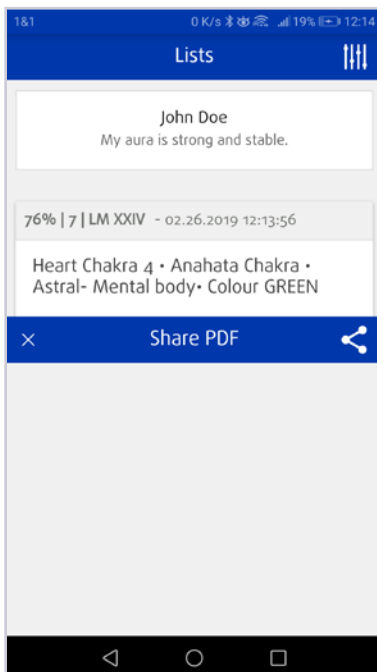 1&1 0 K/s 19% 12:14
Lists
John Doe
My aura is strong and stable.
76% | 7 | LM XXIV - 02.26.2019 12:13:56
Heart Chakra 4 • Anahata Chakra •
Astral- Mental body• Colour GREEN
Share PDF